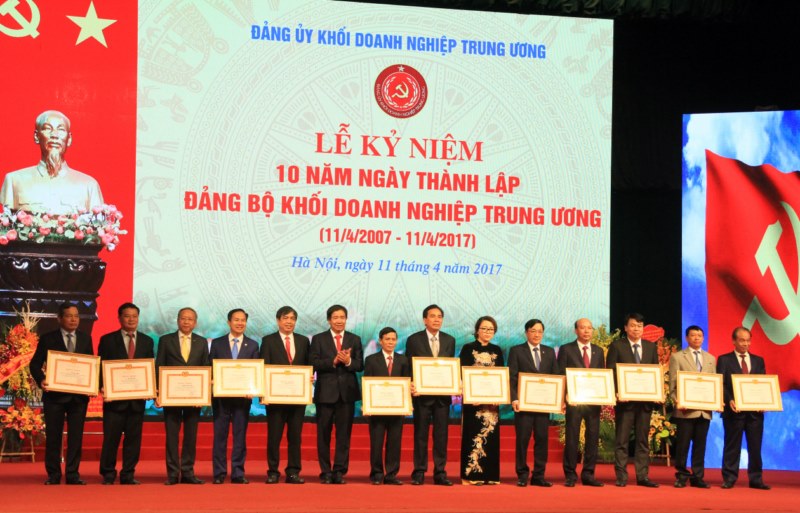 ĐẢNG ỦY KHỐI DOANH NGHIỆP TRUNG ƯƠNG
LỄ KỶ NIỆM
10 NĂM NGÀY THÀNH LẬP
ĐẢNG BỘ KHỐI DOANH NGHIỆP TRUNG ƯƠNG
(11/4/2007 - 11/4/2017)
Hà Nội, ngày 11 tháng 4 năm 2017